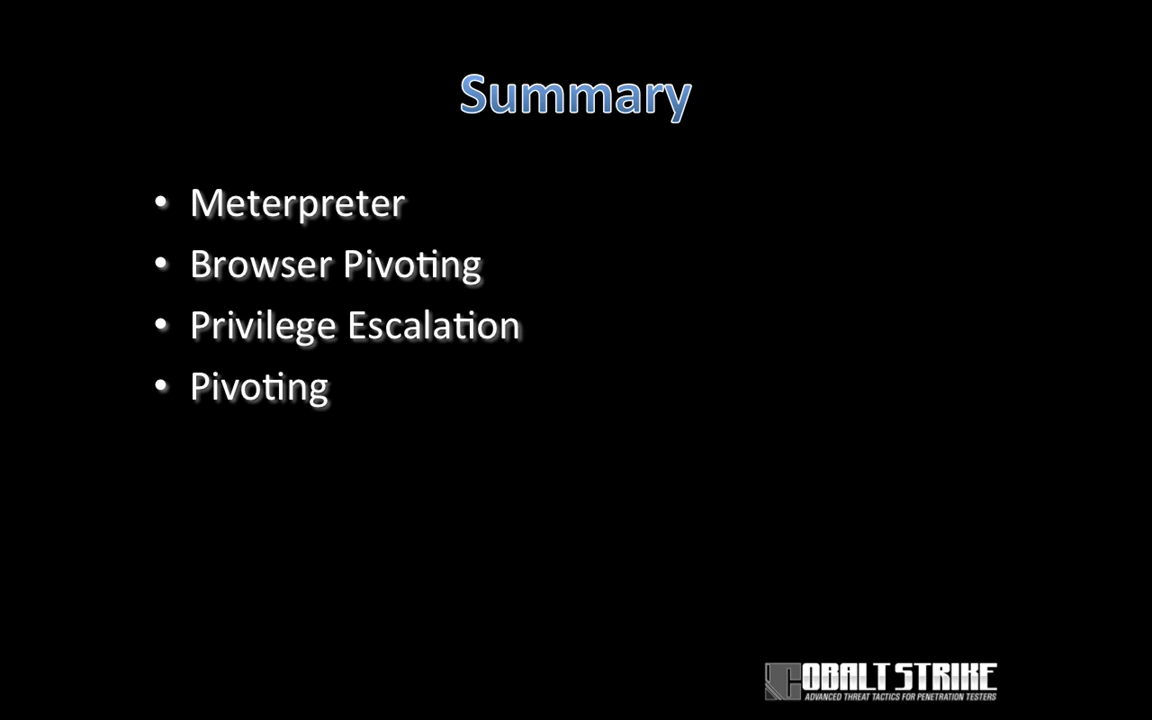 Summary
• Meterpreter
• Browser Pivoting
• Privilege Escalation
• Pivoting
COBALT STRIKE
ADVANCED THREAT TACTICS FOR PENETRATION TESTERS